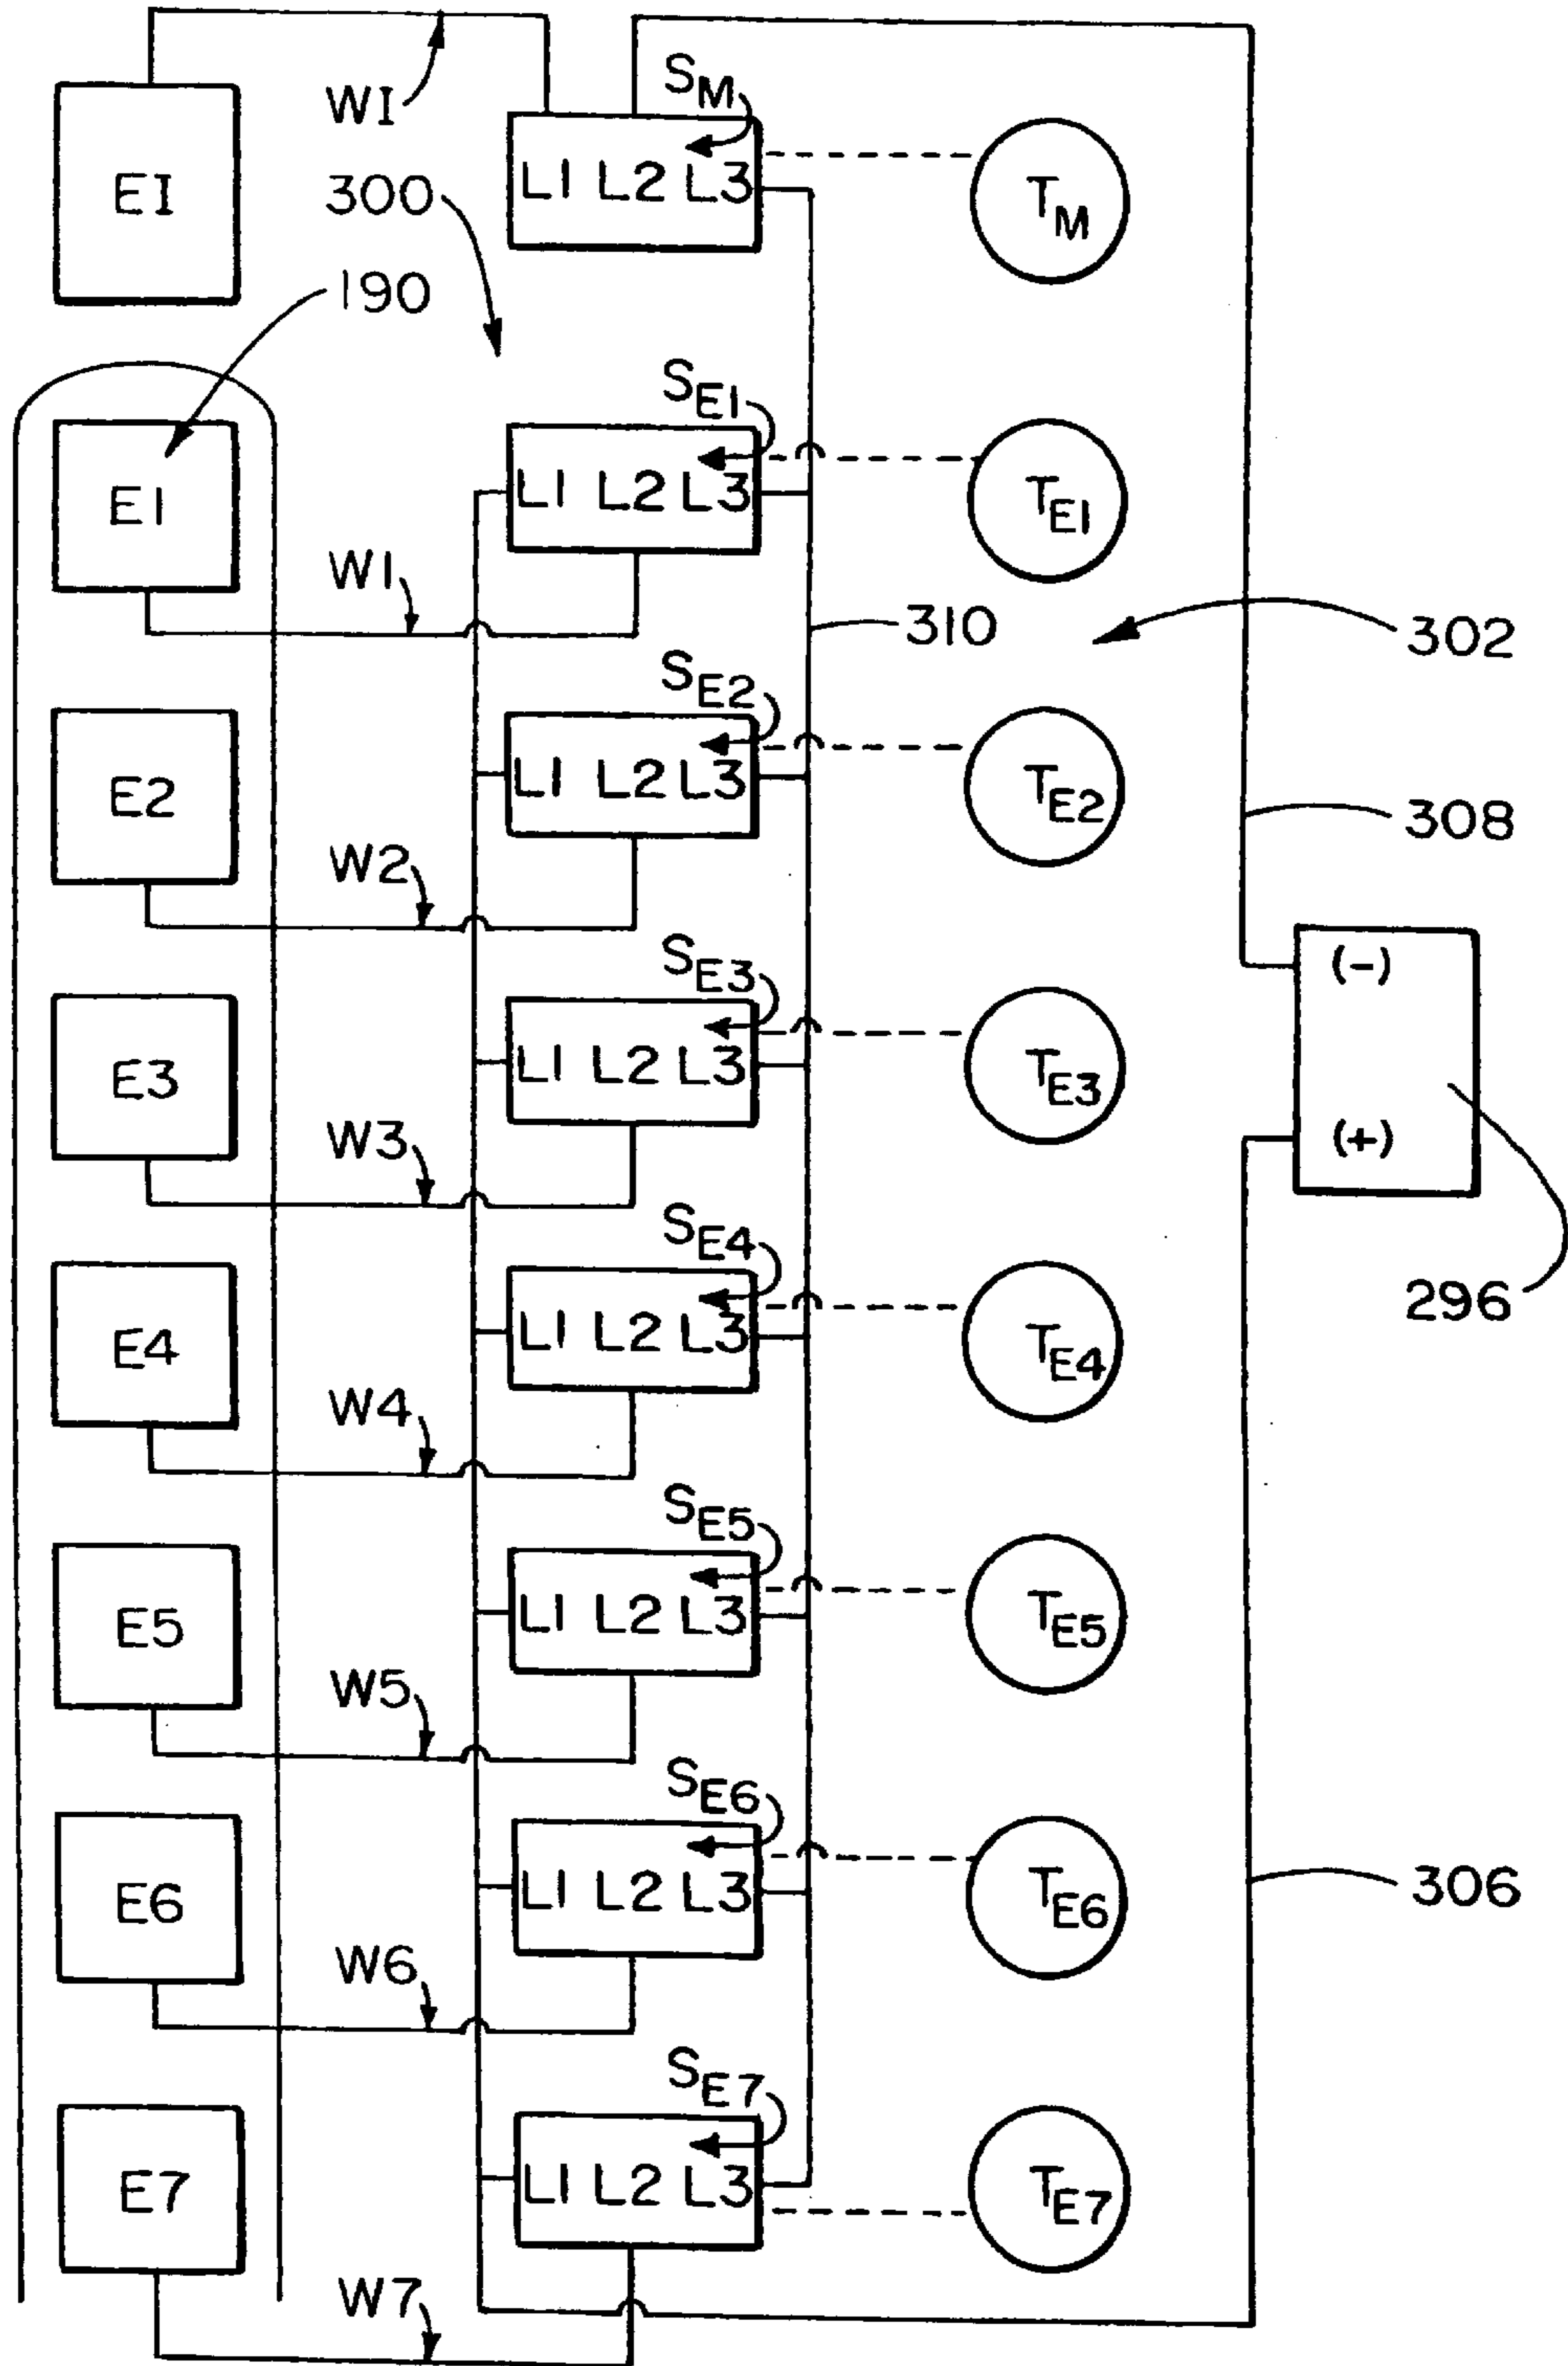 WI
S_M
EI
L1 L2 L3
T_M
300
190
S_E1
E1
L1 L2 L3
T_E1
W1
310
302
S_E2
E2
L1 L2 L3
T_E2
308
W2
S_E3
(-)
E3
L1 L2 L3
T_E3
(+)
W3
S_E4
296
E4
L1 L2 L3
T_E4
W4
S_E5
E5
L1 L2 L3
T_E5
W5
S_E6
E6
L1 L2 L3
T_E6
306
W6
S_E7
E7
L1 L2 L3
T_E7
W7